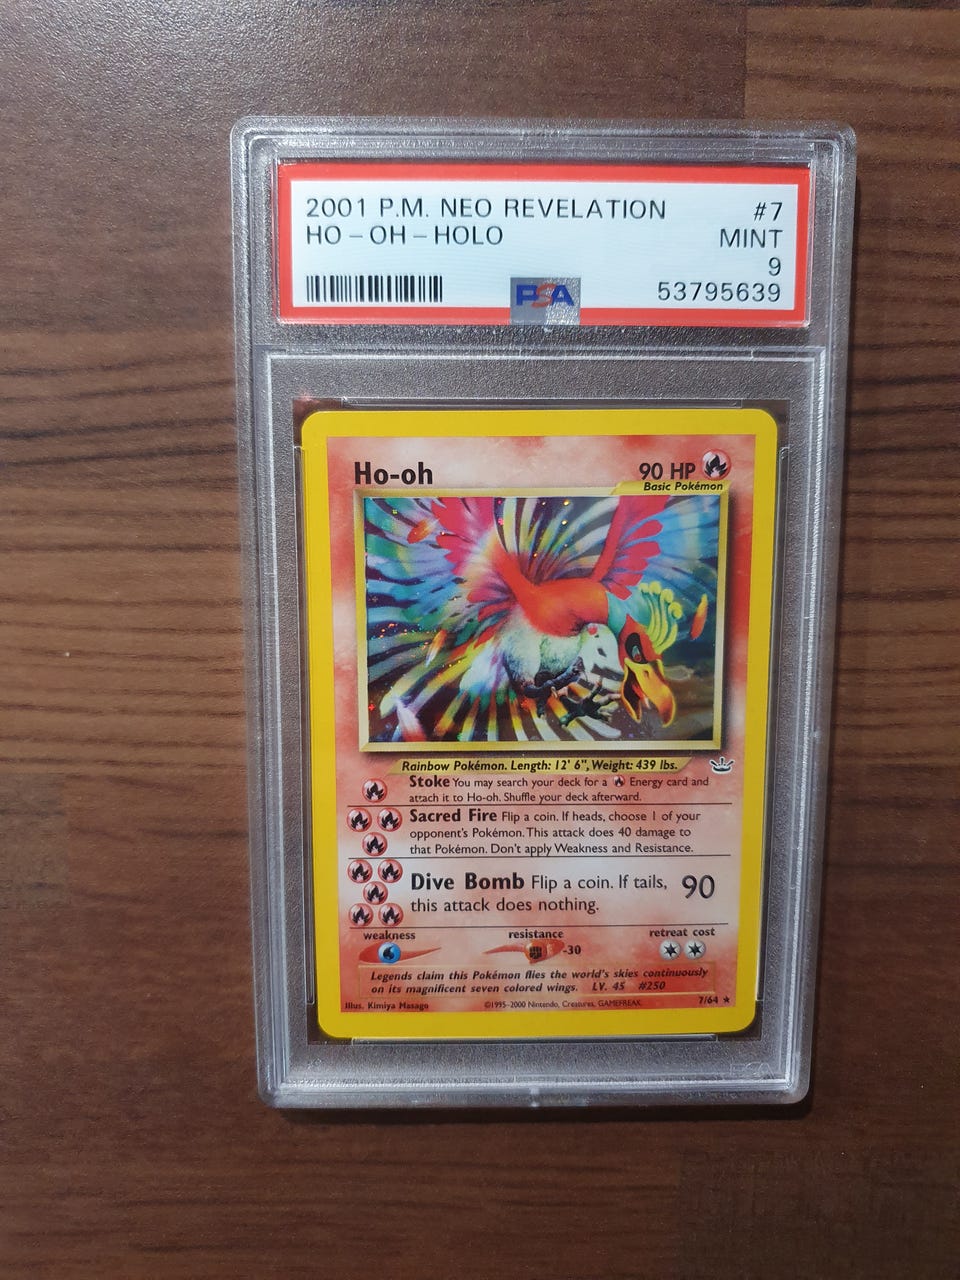 2001 P.M. NEO REVELATION #7
HO-OH-HOLO MINT
9
PSA 53795639
Ho-oh 90 HP
Basic Pokémon
Rainbow Pokémon. Length: 12' 6", Weight: 439 lbs.
Stoke You may search your deck for a Energy card and
attach it to Ho-oh. Shuffle your deck afterward.
Sacred Fire Flip a coin. If heads, choose 1 of your
opponent's Pokémon. This attack does 40 damage to
that Pokémon. Don't apply Weakness and Resistance.
Dive Bomb Flip a coin. If tails, 90
this attack does nothing.
weakness resistance retreat cost
-30
Legends claim this Pokémon flies the world's skies continuously
on its magnificent seven colored wings. LV. 45 #250
Illus. Kimiya Masago ©1995-2000 Nintendo, Creatures, GAMEFREAK. 7/64 ★
PSA